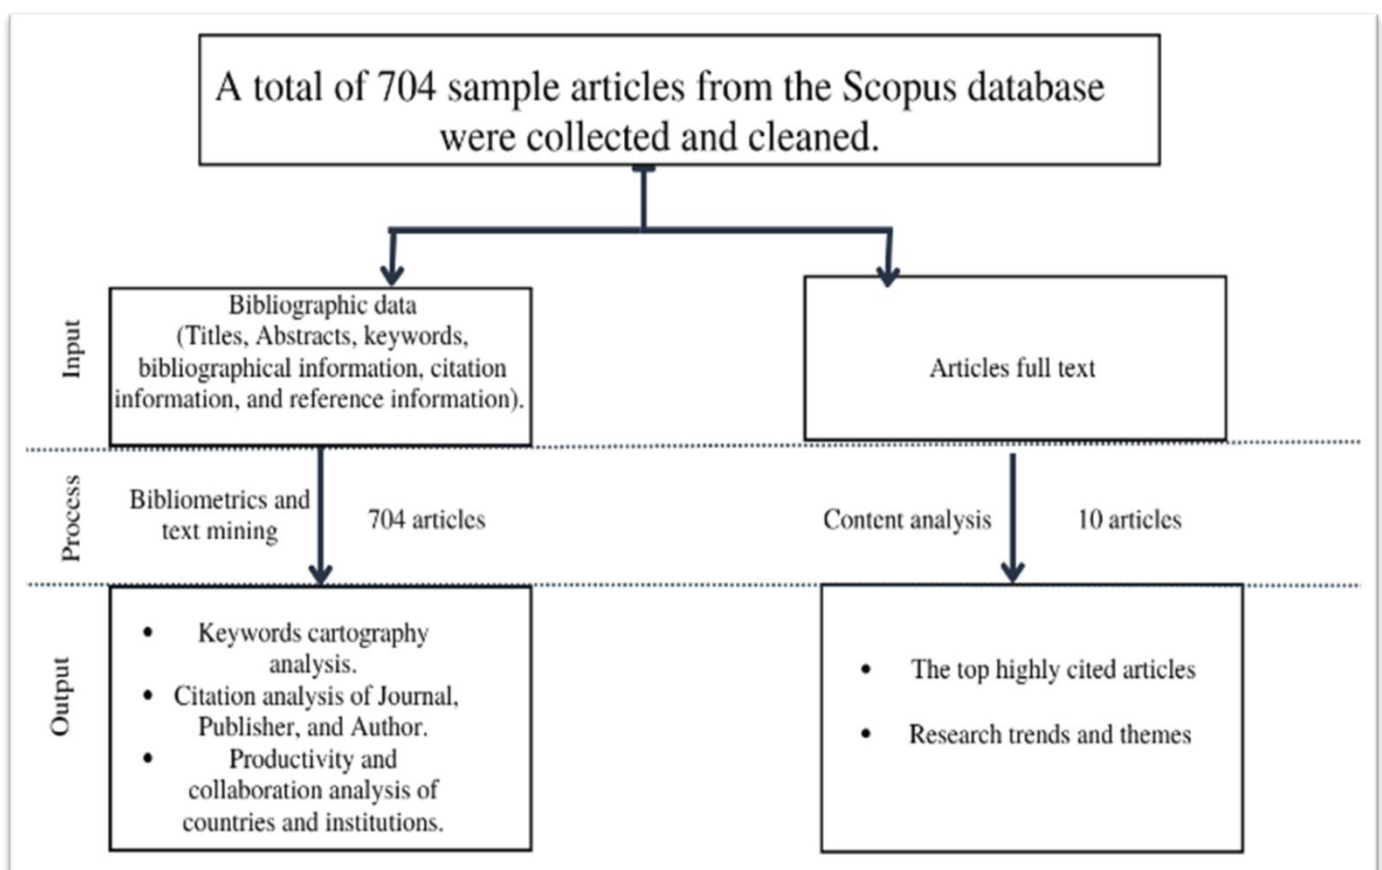 A total of 704 sample articles from the Scopus database
were collected and cleaned.
Input
Bibliographic data
(Titles, Abstracts, keywords,
bibliographical information, citation
information, and reference information).
Articles full text
Process
Bibliometrics and
text mining
704 articles
Content analysis
10 articles
Output
• Keywords cartography
analysis.
• Citation analysis of Journal,
Publisher, and Author.
• Productivity and
collaboration analysis of
countries and institutions.
• The top highly cited articles
• Research trends and themes